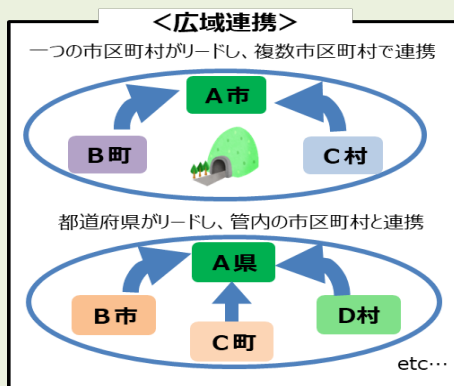 ＜広域連携＞
一つの市区町村がリードし、複数市区町村で連携
A市
B町
C村
都道府県がリードし、管内の市区町村と連携
A県
B市
C町
D村
etc…